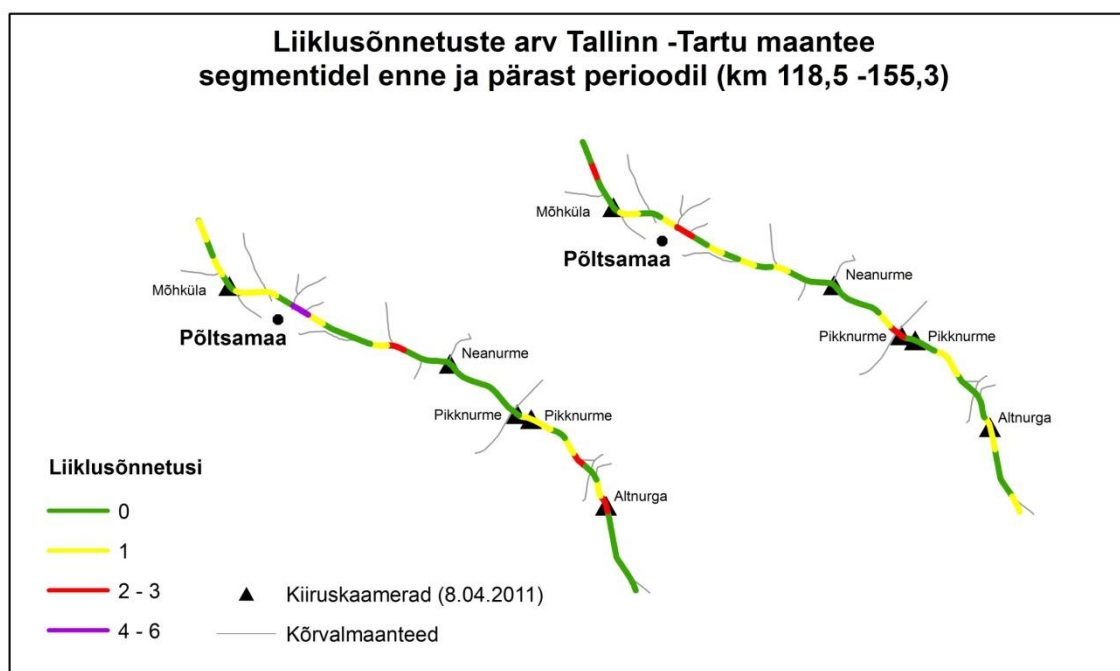 Liiklusõnnetuste arv Tallinn -Tartu maantee
segmentidel enne ja pärast perioodil (km 118,5 -155,3)
Mõhküla
Põltsamaa
Neanurme
Pikknurme
Pikknurme
Altnurga
Mõhküla
Põltsamaa
Neanurme
Pikknurme
Pikknurme
Altnurga
Liiklusõnnetusi
0
1
2 - 3
4 - 6
Kiiruskaamerad (8.04.2011)
Kõrvalmaanteed